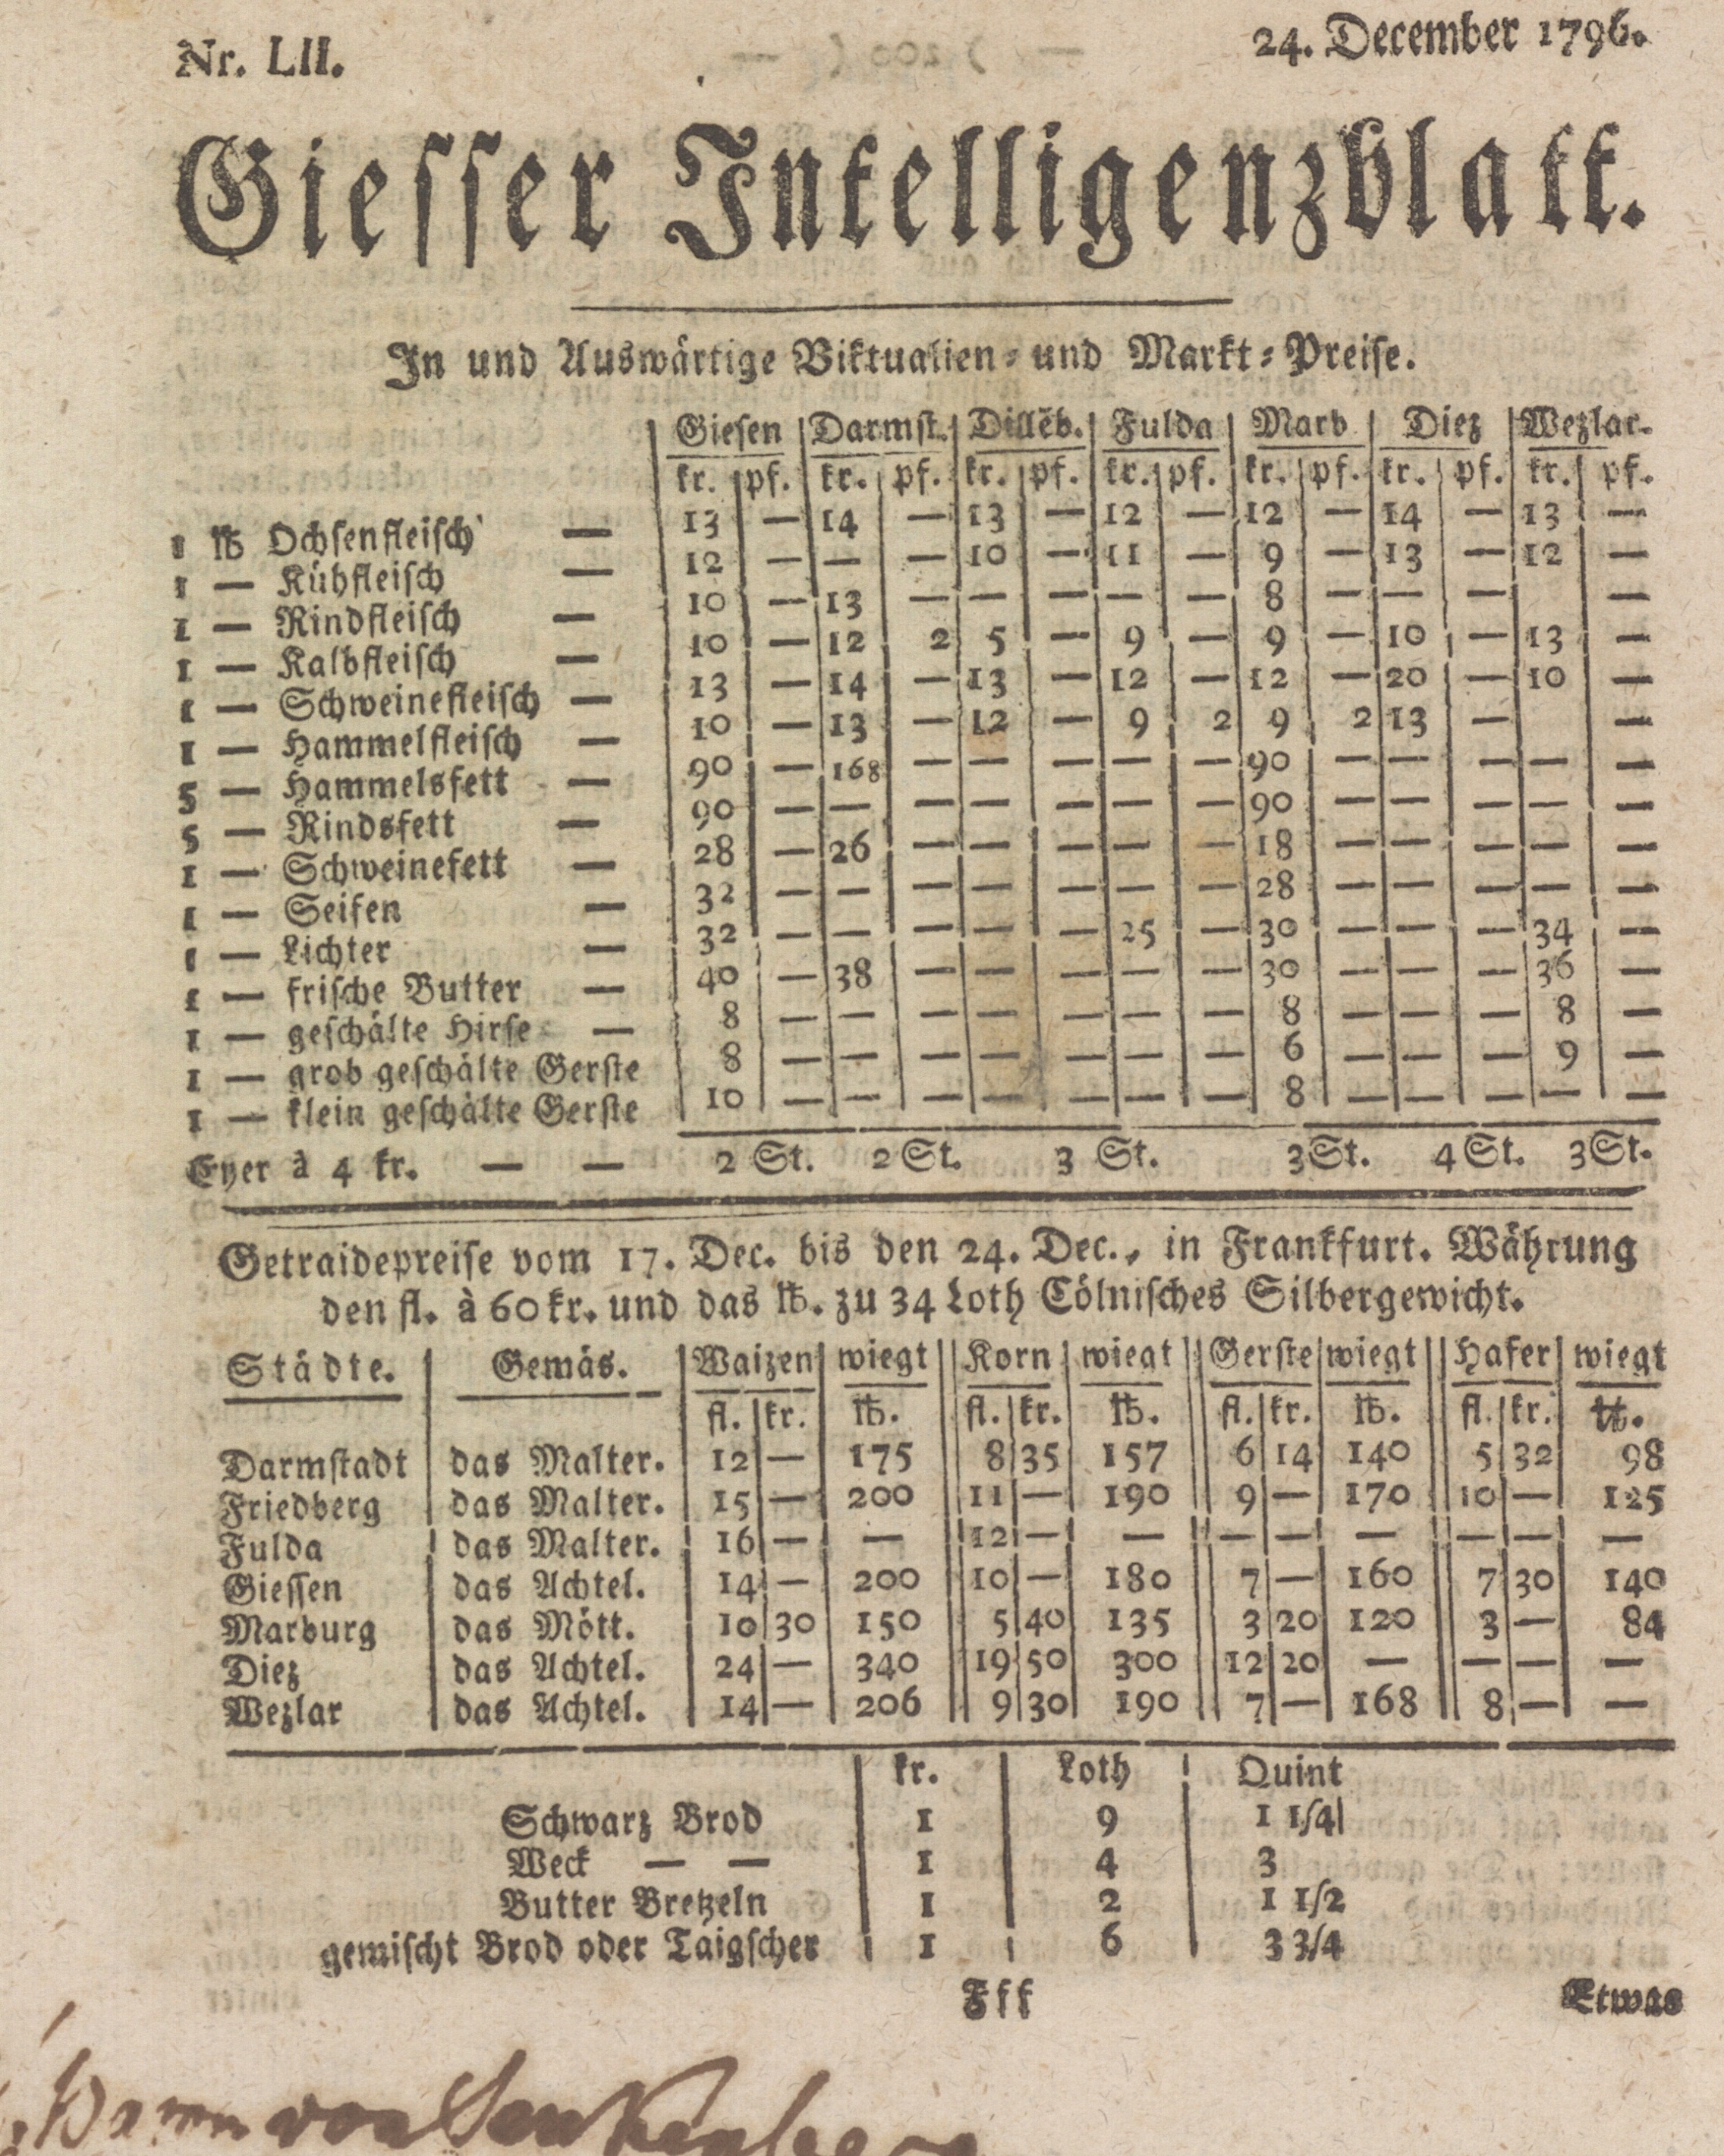 Nr. LII. 24. December 1796.
Giesser Intelligenzblatt.
In und Auswärtige Viktualien- und Markt-Preise.
Giesen | Darmst. | Dillēb. | Fulda | Marb | Diez | Wezlar.
kr. | pf. | kr. | pf. | kr. | pf. | kr. | pf. | kr. | pf. | kr. | pf. | kr. | pf.
1 ℔ Ochsenfleisch — 13 | — | 14 | — | 13 | — | 12 | — | 12 | — | 14 | — | 13 | —
1 — Kühfleisch — 12 | — | — | — | 10 | — | 11 | — | 9 | — | 13 | — | 12 | —
1 — Rindfleisch — 10 | — | 13 | — | — | — | — | — | 8 | — | — | — | | —
1 — Kalbfleisch — 10 | — | 12 | 2 | 5 | — | 9 | — | 9 | — | 10 | — | 13 | —
1 — Schweinefleisch — 13 | — | 14 | — | 13 | — | 12 | — | 12 | — | 20 | — | 10 | —
1 — Hammelfleisch — 10 | — | 13 | — | 12 | — | 9 | 2 | 9 | 2 | 13 | — | | —
5 — Hammelsfett — 90 | — | 168 | — | — | — | — | — | 90 | — | — | — | — | —
5 — Rindsfett — 90 | — | — | — | — | — | — | — | 90 | — | — | — | — | —
1 — Schweinefett — 28 | — | 26 | — | — | — | — | — | 18 | — | — | — | — | —
1 — Seifen — 32 | — | — | — | — | — | — | — | 28 | — | — | — | — | —
1 — Lichter — 32 | — | — | — | — | — | 25 | — | 30 | — | — | — | 34 | —
1 — frische Butter — 40 | — | 38 | — | — | — | — | — | 30 | — | — | — | 36 | —
1 — geschälte Hirse — 8 | — | — | — | — | — | — | — | 8 | — | — | — | 8 | —
1 — grob geschälte Gerste 8 | — | — | — | — | — | — | — | 6 | — | — | — | 9 | —
1 — klein geschälte Gerste 10 | — | — | — | — | — | — | — | 8 | — | — | — | — | —
Eyer à 4 kr. — — 2 St. 2 St. 3 St. 3 St. 4 St. 3 St.
Getraidepreise vom 17. Dec. bis den 24. Dec., in Frankfurt. Währung
den fl. à 60 kr. und das ℔. zu 34 Loth Cölnisches Silbergewicht.
Städte. | Gemäs. | Waizen | wiegt || Korn | wiegt || Gerste | wiegt || Hafer | wiegt
fl. | kr. | ℔. || fl. | kr. | ℔. || fl. | kr. | ℔. || fl. | kr. | ℔.
Darmstadt | das Malter. | 12 | — | 175 || 8 | 35 | 157 || 6 | 14 | 140 || 5 | 32 | 98
Friedberg | das Malter. | 15 | — | 200 || 11 | — | 190 || 9 | — | 170 || 10 | — | 125
Fulda | das Malter. | 16 | — | — || 12 | — | — || — | — | — || — | — | —
Giessen | das Achtel. | 14 | — | 200 || 10 | — | 180 || 7 | — | 160 || 7 | 30 | 140
Marburg | das Mött. | 10 | 30 | 150 || 5 | 40 | 135 || 3 | 20 | 120 || 3 | — | 84
Diez | das Achtel. | 24 | — | 340 || 19 | 50 | 300 || 12 | 20 | — || — | — | —
Wezlar | das Achtel. | 14 | — | 206 || 9 | 30 | 190 || 7 | — | 168 || 8 | — | —
kr. | Loth | Quint
Schwarz Brod | 1 | 9 | 1 1/4
Weck — — | 1 | 4 | 3
Butter Bretzeln | 1 | 2 | 1 1/2
gemischt Brod oder Taigscher | 1 | 6 | 3 3/4
Fff Etwas
von Senkenberg